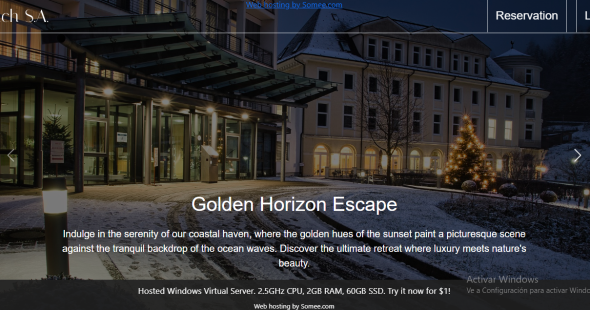 Web hosting by Somee.com
ch S.A.
Reservation
L
Golden Horizon Escape
Indulge in the serenity of our coastal haven, where the golden hues of the sunset paint a picturesque scene
against the tranquil backdrop of the ocean waves. Discover the ultimate retreat where luxury meets nature's
beauty.
Activar Windows
Ve a Configuración para activar Windo
Hosted Windows Virtual Server. 2.5GHz CPU, 2GB RAM, 60GB SSD. Try it now for $1!
Web hosting by Somee.com